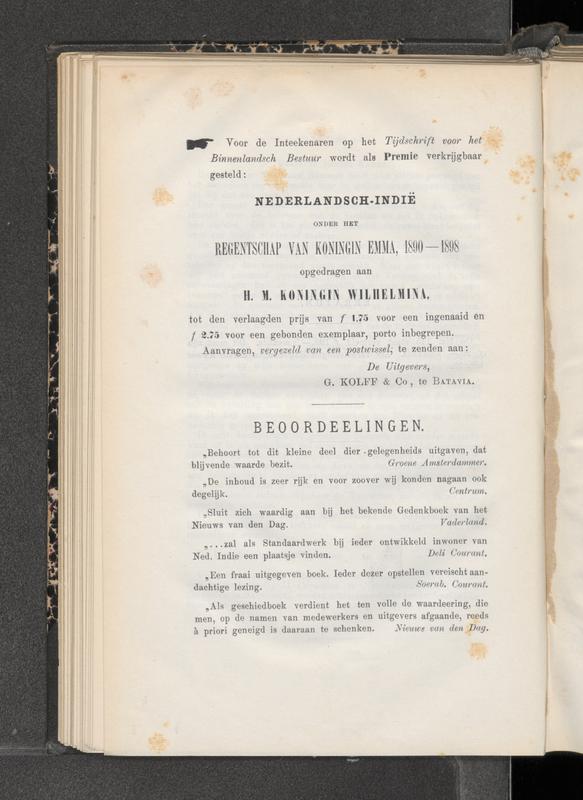 Voor de Inteekenaren op het Tijdschrift voor het
Binnenlandsch Bestuur wordt als Premie verkrijgbaar
gesteld:
NEDERLANDSCH-INDIË
ONDER HET
REGENTSCHAP VAN KONINGIN EMMA, 1890—1898
opgedragen aan
H. M. KONINGIN WILHELMINA,
tot den verlaagden prijs van f 1,75 voor een ingenaaid en
f 2.75 voor een gebonden exemplaar, porto inbegrepen.
Aanvragen, vergezeld van een postwissel, te zenden aan:
De Uitgevers,
G. KOLFF & Co, te BATAVIA.
BEOORDEELINGEN.
„Behoort tot dit kleine deel dier gelegenheids uitgaven, dat
blijvende waarde bezit. Groene Amsterdammer.
„De inhoud is zeer rijk en voor zoover wij konden nagaan ook
degelijk. Centrum.
„Sluit zich waardig aan bij het bekende Gedenkboek van het
Nieuws van den Dag. Vaderland.
„...zal als Standaardwerk bij ieder ontwikkeld inwoner van
Ned. Indie een plaatsje vinden. Deli Courant.
„Een fraai uitgegeven boek. Ieder dezer opstellen vereischt aan-
dachtige lezing. Soerab. Courant.
„Als geschiedboek verdient het ten volle de waardeering, die
men, op de namen van medewerkers en uitgevers afgaande, reeds
à priori geneigd is daaraan te schenken. Nieuws van den Dag.